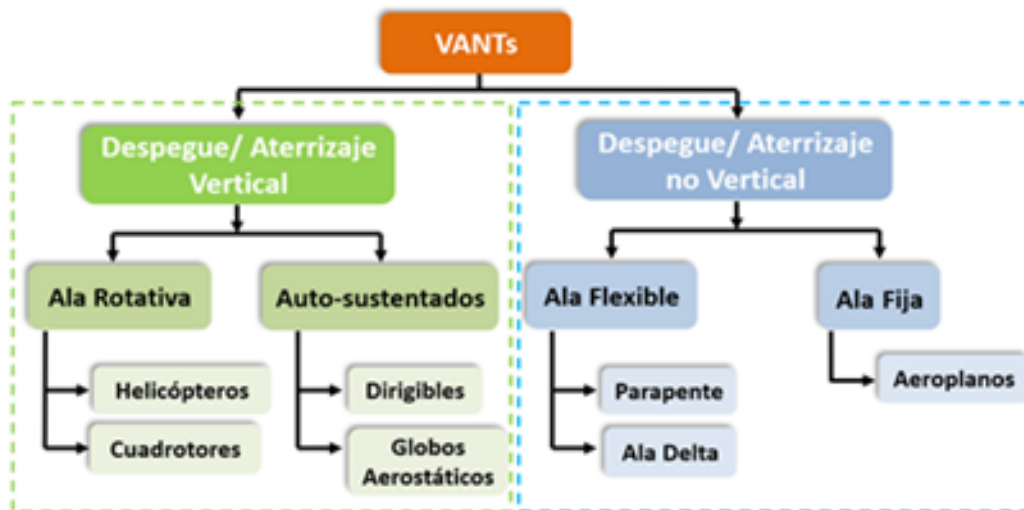 VANTs
Despegue/ Aterrizaje
Vertical
Despegue/ Aterrizaje
no Vertical
Ala Rotativa
Auto-sustentados
Ala Flexible
Ala Fija
Helicópteros
Dirigibles
Parapente
Aeroplanos
Cuadrotores
Globos
Aerostáticos
Ala Delta